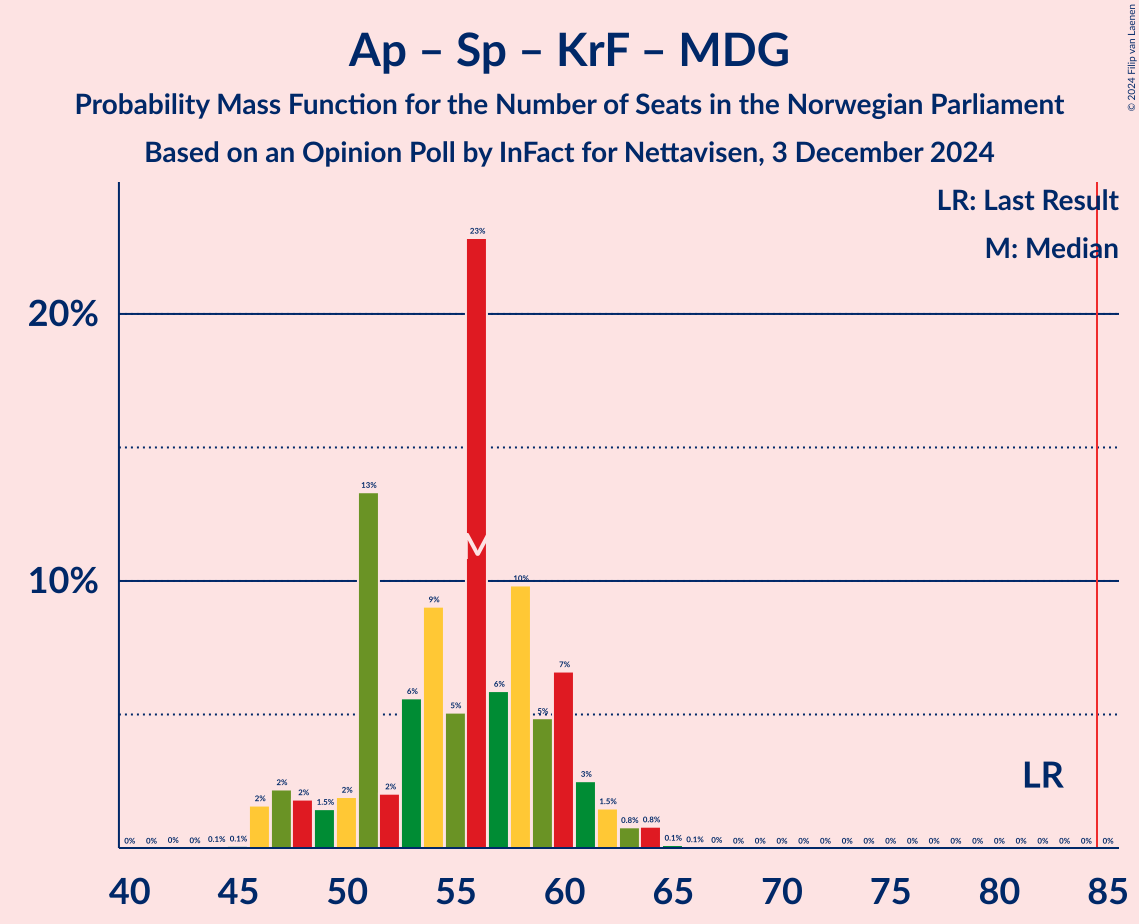 Ap – Sp – KrF – MDG
Probability Mass Function for the Number of Seats in the Norwegian Parliament
Based on an Opinion Poll by InFact for Nettavisen, 3 December 2024
© 2024 Filip van Laenen
LR: Last Result
M: Median
20%
10%
0% 0% 0% 0% 0.1% 0.1% 2% 2% 2% 1.5% 2% 13% 2% 6% 9% 5% 23% 6% 10% 5% 7% 3% 1.5% 0.8% 0.8% 0.1% 0.1% 0% 0% 0% 0% 0% 0% 0% 0% 0% 0% 0% 0% 0% 0% 0% 0% 0% 0% 0%
M
LR
40 45 50 55 60 65 70 75 80 85